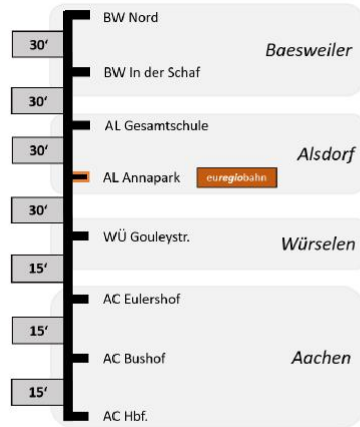 BW Nord
30‘
Baesweiler
BW In der Schaf
30‘
AL Gesamtschule
30‘
Alsdorf
AL Annapark
euregiobahn
30‘
WÜ Gouleystr.
Würselen
15‘
AC Eulershof
15‘
AC Bushof
Aachen
15‘
AC Hbf.